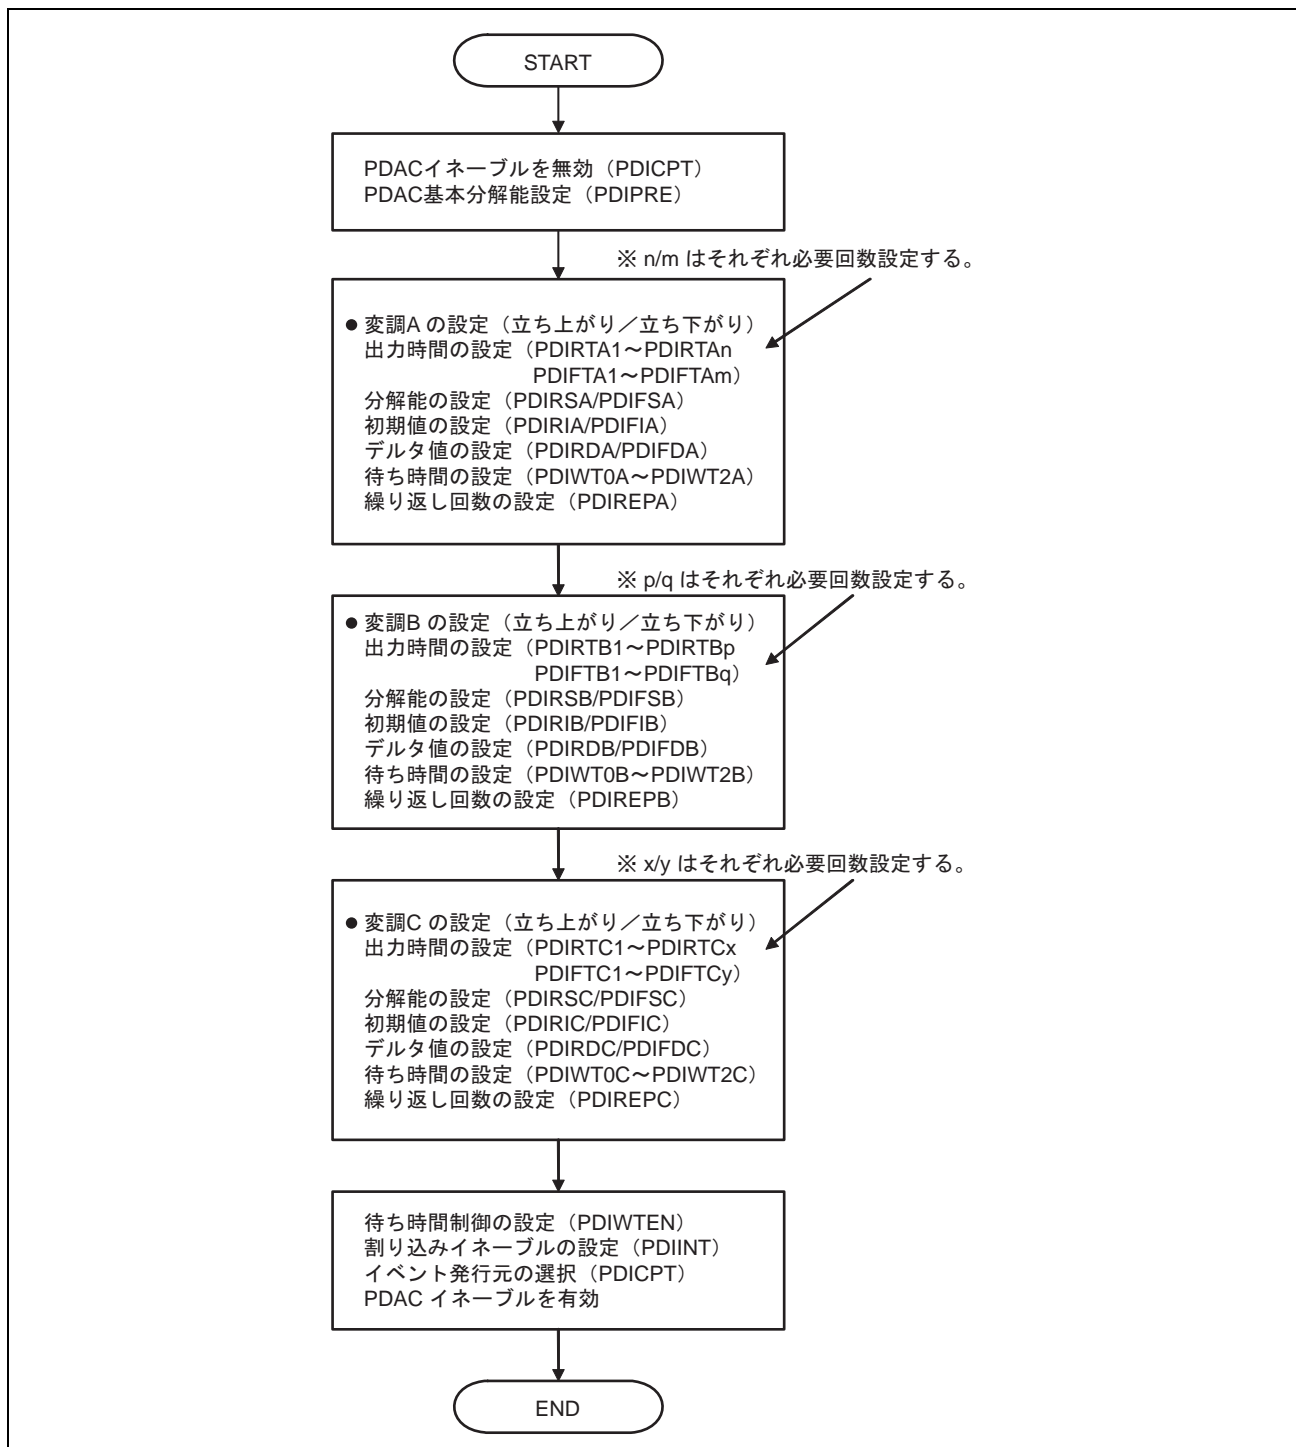 START
PDACイネーブルを無効（PDICPT）
PDAC基本分解能設定（PDIPRE）
※ n/m はそれぞれ必要回数設定する。
● 変調A の設定（立ち上がり／立ち下がり）
出力時間の設定（PDIRTA1～PDIRTAn
PDIFTA1～PDIFTAm）
分解能の設定（PDIRSA/PDIFSA）
初期値の設定（PDIRIA/PDIFIA）
デルタ値の設定（PDIRDA/PDIFDA）
待ち時間の設定（PDIWT0A～PDIWT2A）
繰り返し回数の設定（PDIREPA）
※ p/q はそれぞれ必要回数設定する。
● 変調B の設定（立ち上がり／立ち下がり）
出力時間の設定（PDIRTB1～PDIRTBp
PDIFTB1～PDIFTBq）
分解能の設定（PDIRSB/PDIFSB）
初期値の設定（PDIRIB/PDIFIB）
デルタ値の設定（PDIRDB/PDIFDB）
待ち時間の設定（PDIWT0B～PDIWT2B）
繰り返し回数の設定（PDIREPB）
※ x/y はそれぞれ必要回数設定する。
● 変調C の設定（立ち上がり／立ち下がり）
出力時間の設定（PDIRTC1～PDIRTCx
PDIFTC1～PDIFTCy）
分解能の設定（PDIRSC/PDIFSC）
初期値の設定（PDIRIC/PDIFIC）
デルタ値の設定（PDIRDC/PDIFDC）
待ち時間の設定（PDIWT0C～PDIWT2C）
繰り返し回数の設定（PDIREPC）
待ち時間制御の設定（PDIWTEN）
割り込みイネーブルの設定（PDIINT）
イベント発行元の選択（PDICPT）
PDAC イネーブルを有効
END